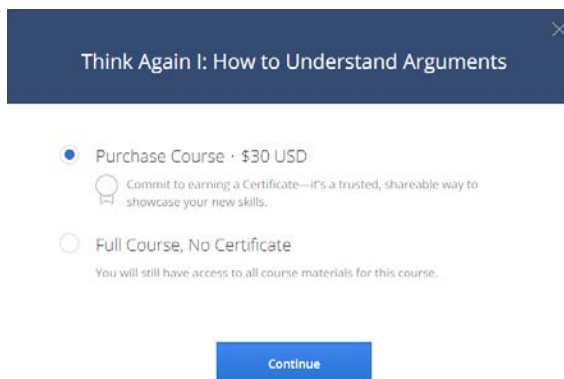 Think Again I: How to Understand Arguments
Purchase Course · $30 USD
Commit to earning a Certificate—it's a trusted, shareable way to
showcase your new skills.
Full Course, No Certificate
You will still have access to all course materials for this course.
Continue